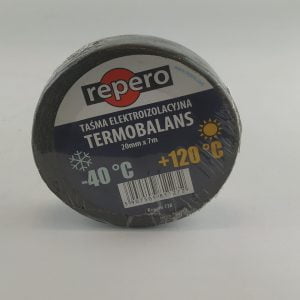 repero
TAŚMA ELEKTROIZOLACYJNA
TERMOBALANS
20mm x 7m
-40 °C
+120 °C